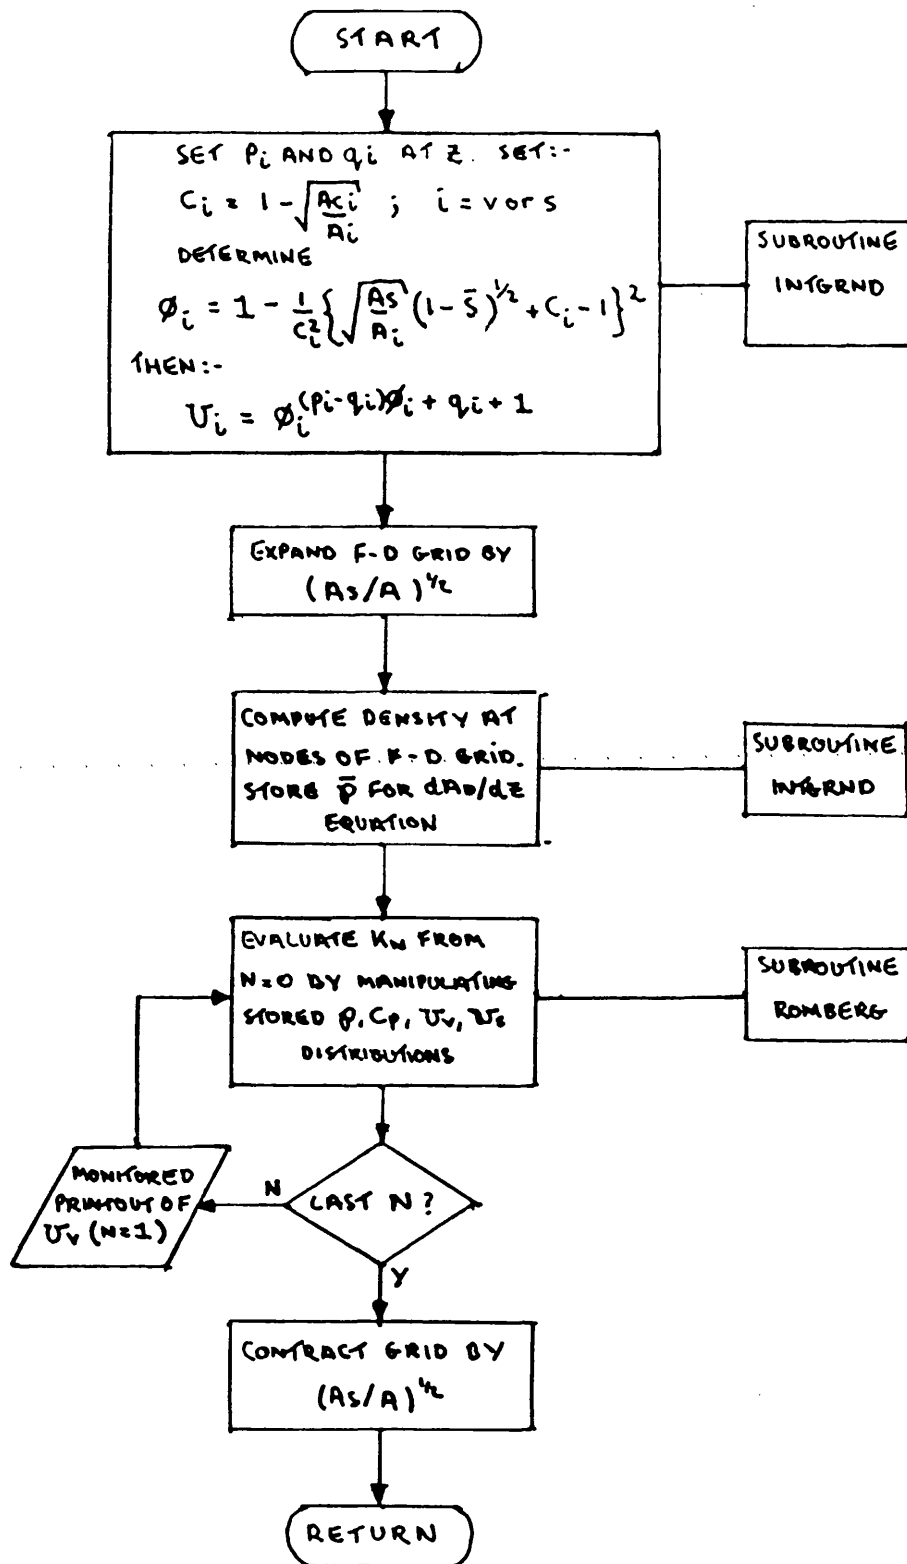 START
SET Pi AND qi AT Z. SET:-
Ci = 1 - √(Aci/Ai) ; i = v or s
DETERMINE
φi = 1 - 1/Ci² {√(As/Ai) (1 - s̄)^1/2 + Ci - 1}²
THEN:-
Ui = φi^(pi-qi)φi + qi + 1
SUBROUTINE
INTGRND
EXPAND F-D GRID BY
(As/A)^1/2
COMPUTE DENSITY AT
NODES OF F-D. GRID.
STORE ρ̄ FOR dAD/dZ
EQUATION
SUBROUTINE
INTGRND
EVALUATE KN FROM
N=0 BY MANIPULATING
STORED ρ, Cp, Uv, Us
DISTRIBUTIONS
SUBROUTINE
ROMBERG
MONITORED
PRINTOUT OF
Uv (N=1)
N
LAST N?
Y
CONTRACT GRID BY
(As/A)^1/2
RETURN